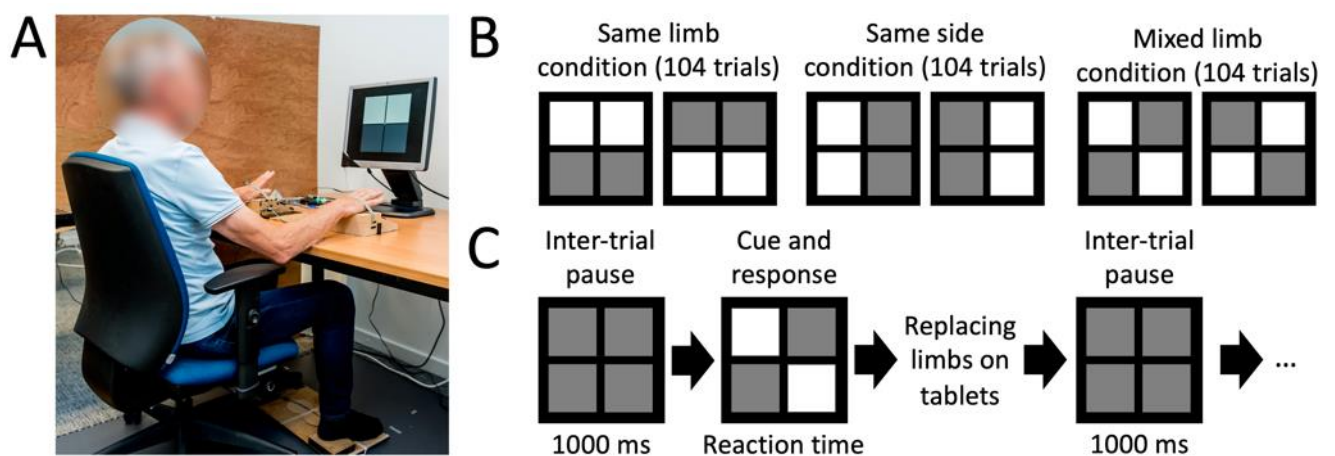 A
B
Same limb
condition (104 trials)
Same side
condition (104 trials)
Mixed limb
condition (104 trials)
C
Inter-trial
pause
Cue and
response
Replacing
limbs on
tablets
Inter-trial
pause
...
1000 ms
Reaction time
1000 ms